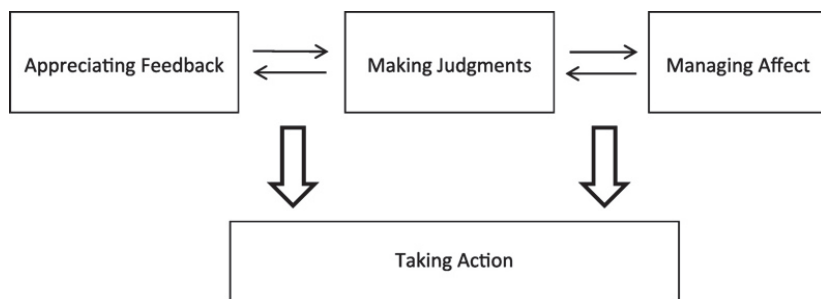 Appreciating Feedback
Making Judgments
Managing Affect
Taking Action